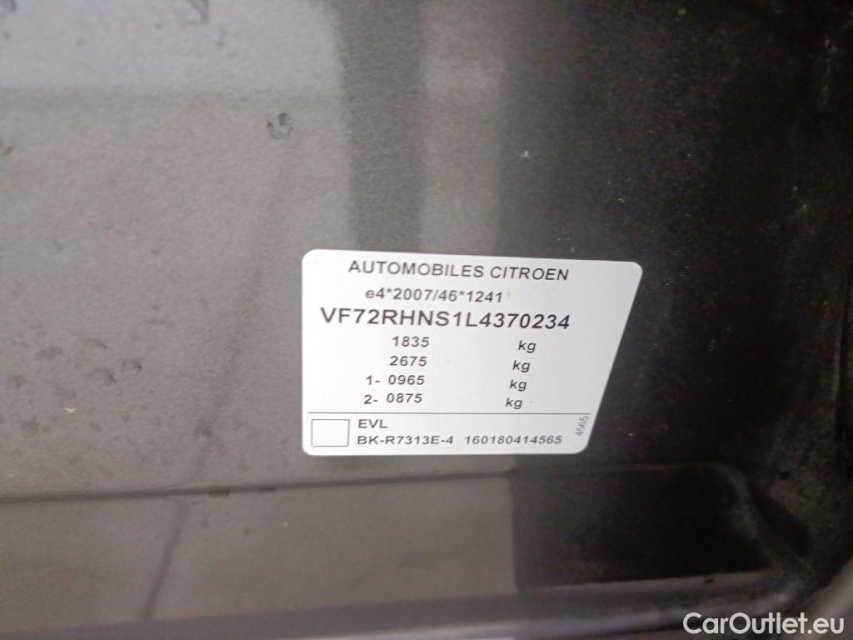 AUTOMOBILES CITROEN
e4*2007/46*1241
VF72RHNS1L4370234
1835 kg
2675 kg
1- 0965 kg
2- 0875 kg
EVL
BK-R7313E-4 160180414565
4565
CarOutlet.eu